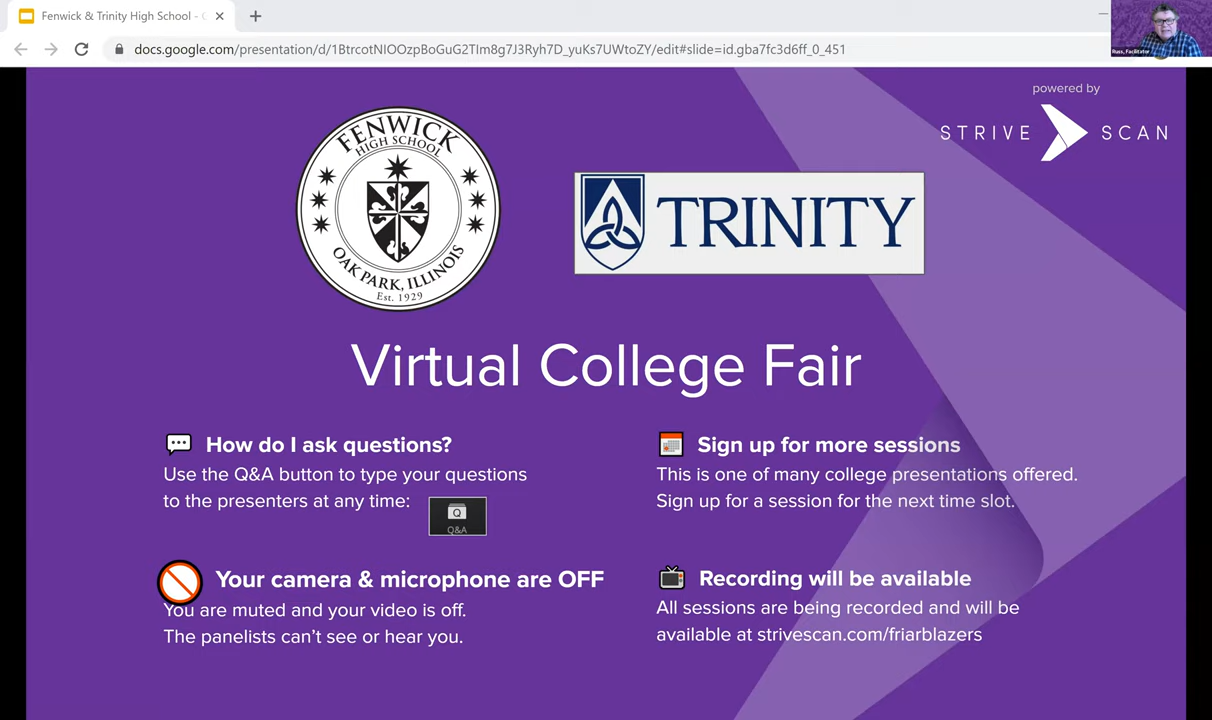 Fenwick & Trinity High School -
docs.google.com/presentation/d/1BtrcotNIOOzpBoGuG2TIm8g7J3Ryh7D_yuKs7UWtoZY/edit#slide=id.gba7fc3d6ff_0_451
Russ, Facilitator
powered by
STRIVE SCAN
FENWICK
HIGH SCHOOL
OAK PARK, ILLINOIS
Est. 1929
TRINITY
Virtual College Fair
How do I ask questions?
Use the Q&A button to type your questions
to the presenters at any time:
Q
Q&A
Sign up for more sessions
This is one of many college presentations offered.
Sign up for a session for the next time slot.
Your camera & microphone are OFF
You are muted and your video is off.
The panelists can't see or hear you.
Recording will be available
All sessions are being recorded and will be
available at strivescan.com/friarblazers